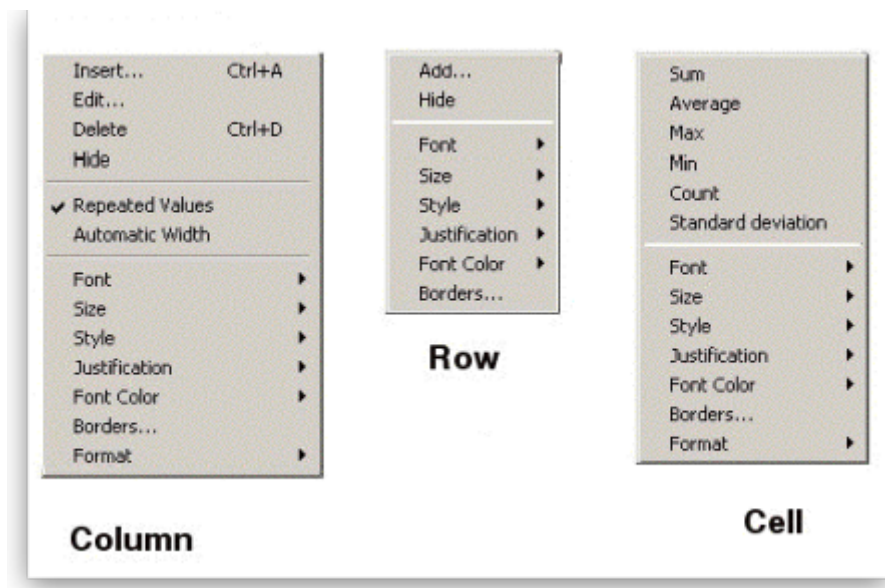 Insert... Ctrl+A
Edit...
Delete Ctrl+D
Hide
Repeated Values
Automatic Width
Font
Size
Style
Justification
Font Color
Borders...
Format
Column
Add...
Hide
Font
Size
Style
Justification
Font Color
Borders...
Row
Sum
Average
Max
Min
Count
Standard deviation
Font
Size
Style
Justification
Font Color
Borders...
Format
Cell